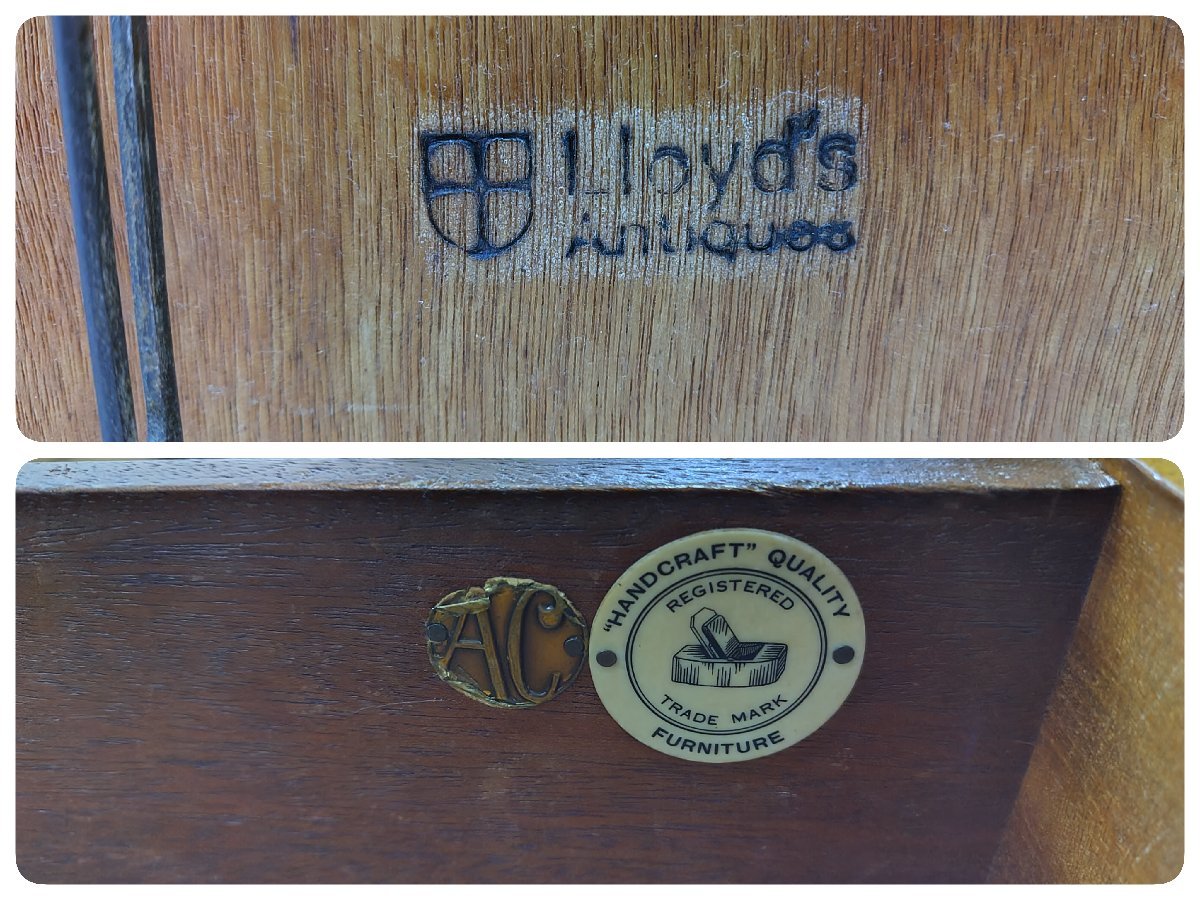 Lloyd's
Antiques
AC
"HANDCRAFT" QUALITY
REGISTERED
TRADE MARK
FURNITURE